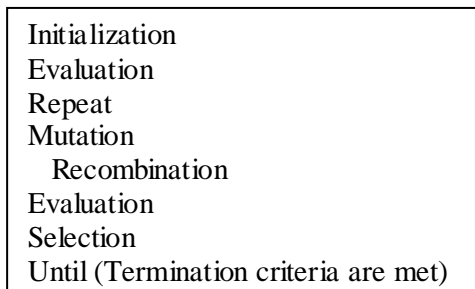 Initialization
Evaluation
Repeat
Mutation
Recombination
Evaluation
Selection
Until (Termination criteria are met)